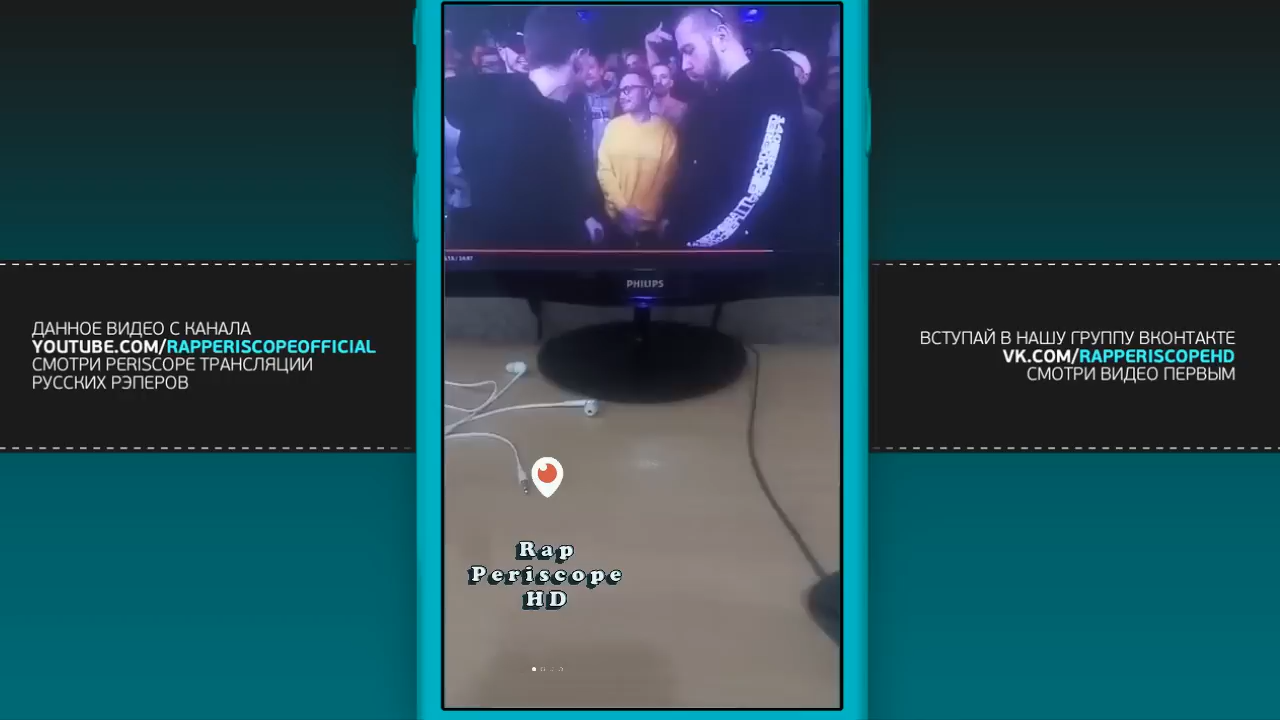 ДАННОЕ ВИДЕО С КАНАЛА
YOUTUBE.COM/RAPPERISCOPEOFFICIAL
СМОТРИ PERISCOPE ТРАНСЛЯЦИИ
РУССКИХ РЭПЕРОВ
PHILIPS
Rap
Periscope
HD
ВСТУПАЙ В НАШУ ГРУППУ ВКОНТАКТЕ
VK.COM/RAPPERISCOPEHD
СМОТРИ ВИДЕО ПЕРВЫМ